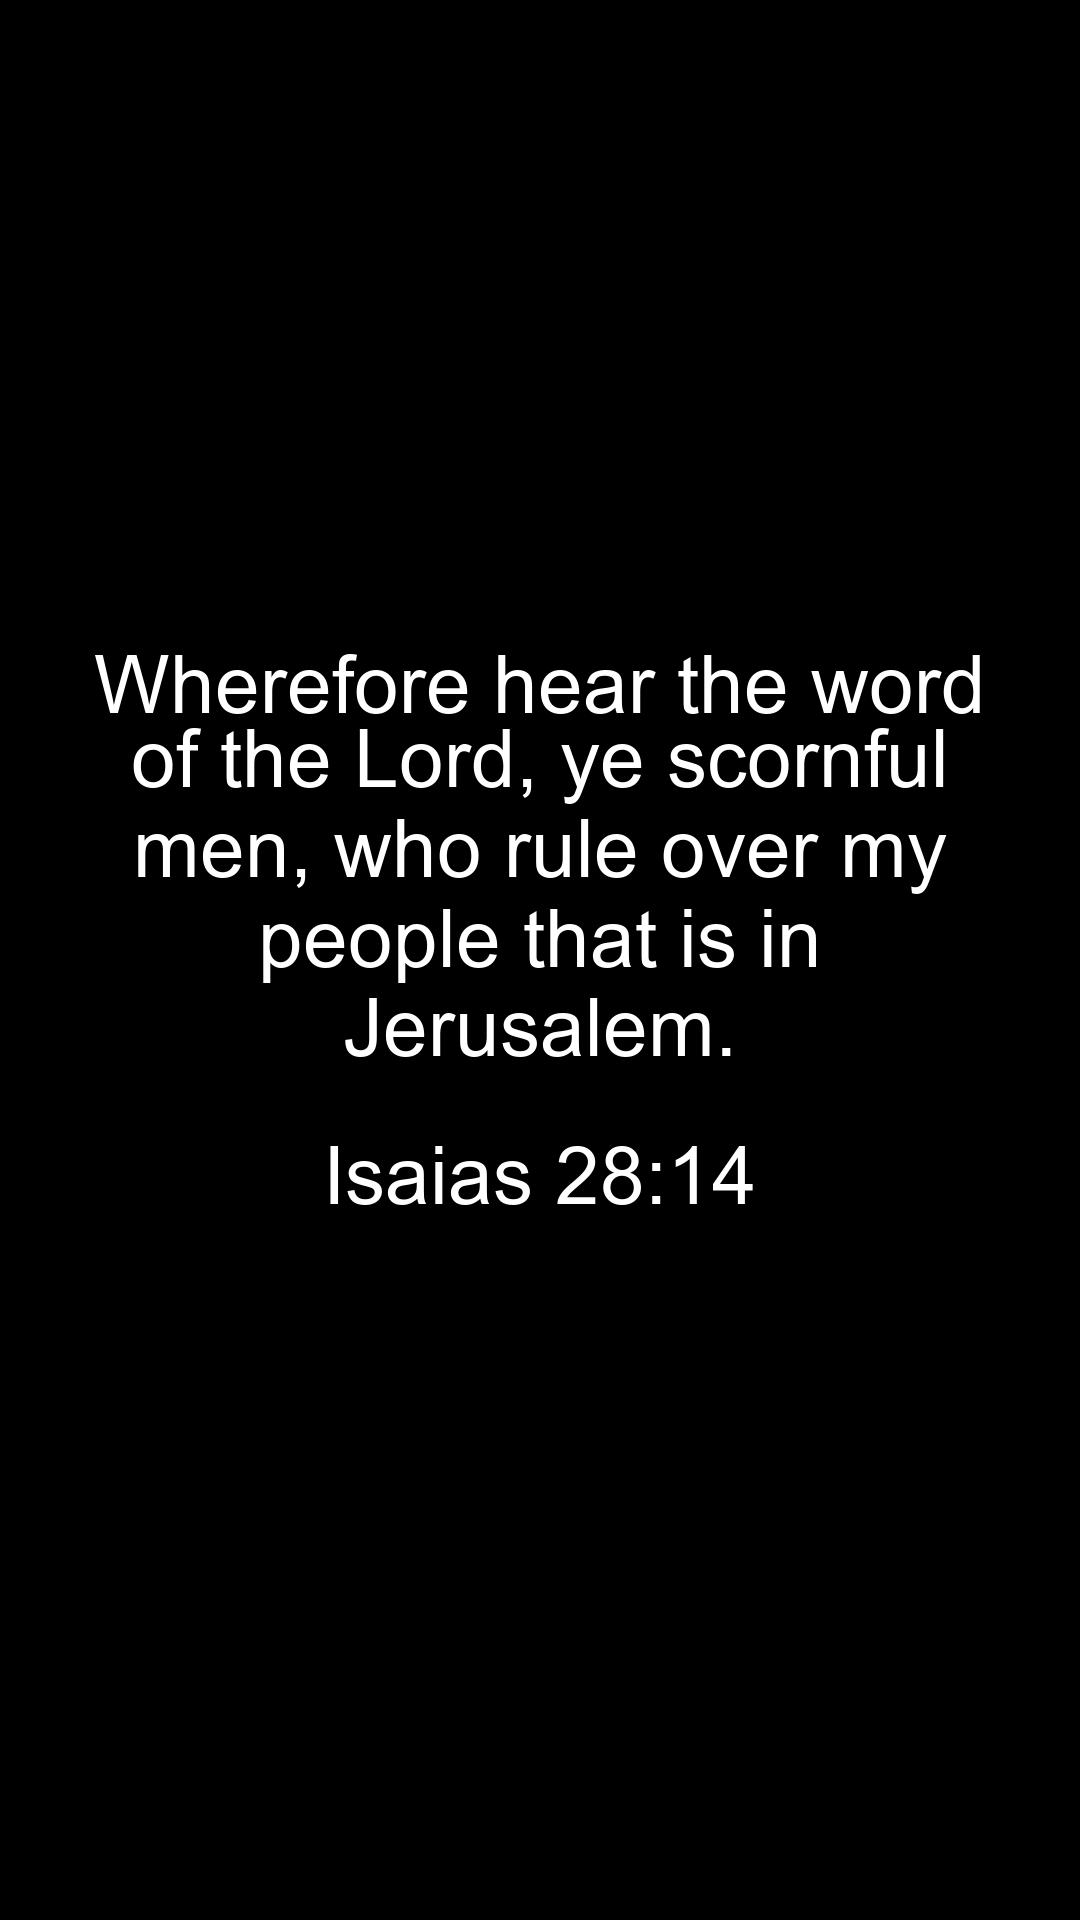 Wherefore hear the word
of the Lord, ye scornful
men, who rule over my
people that is in
Jerusalem.
Isaias 28:14